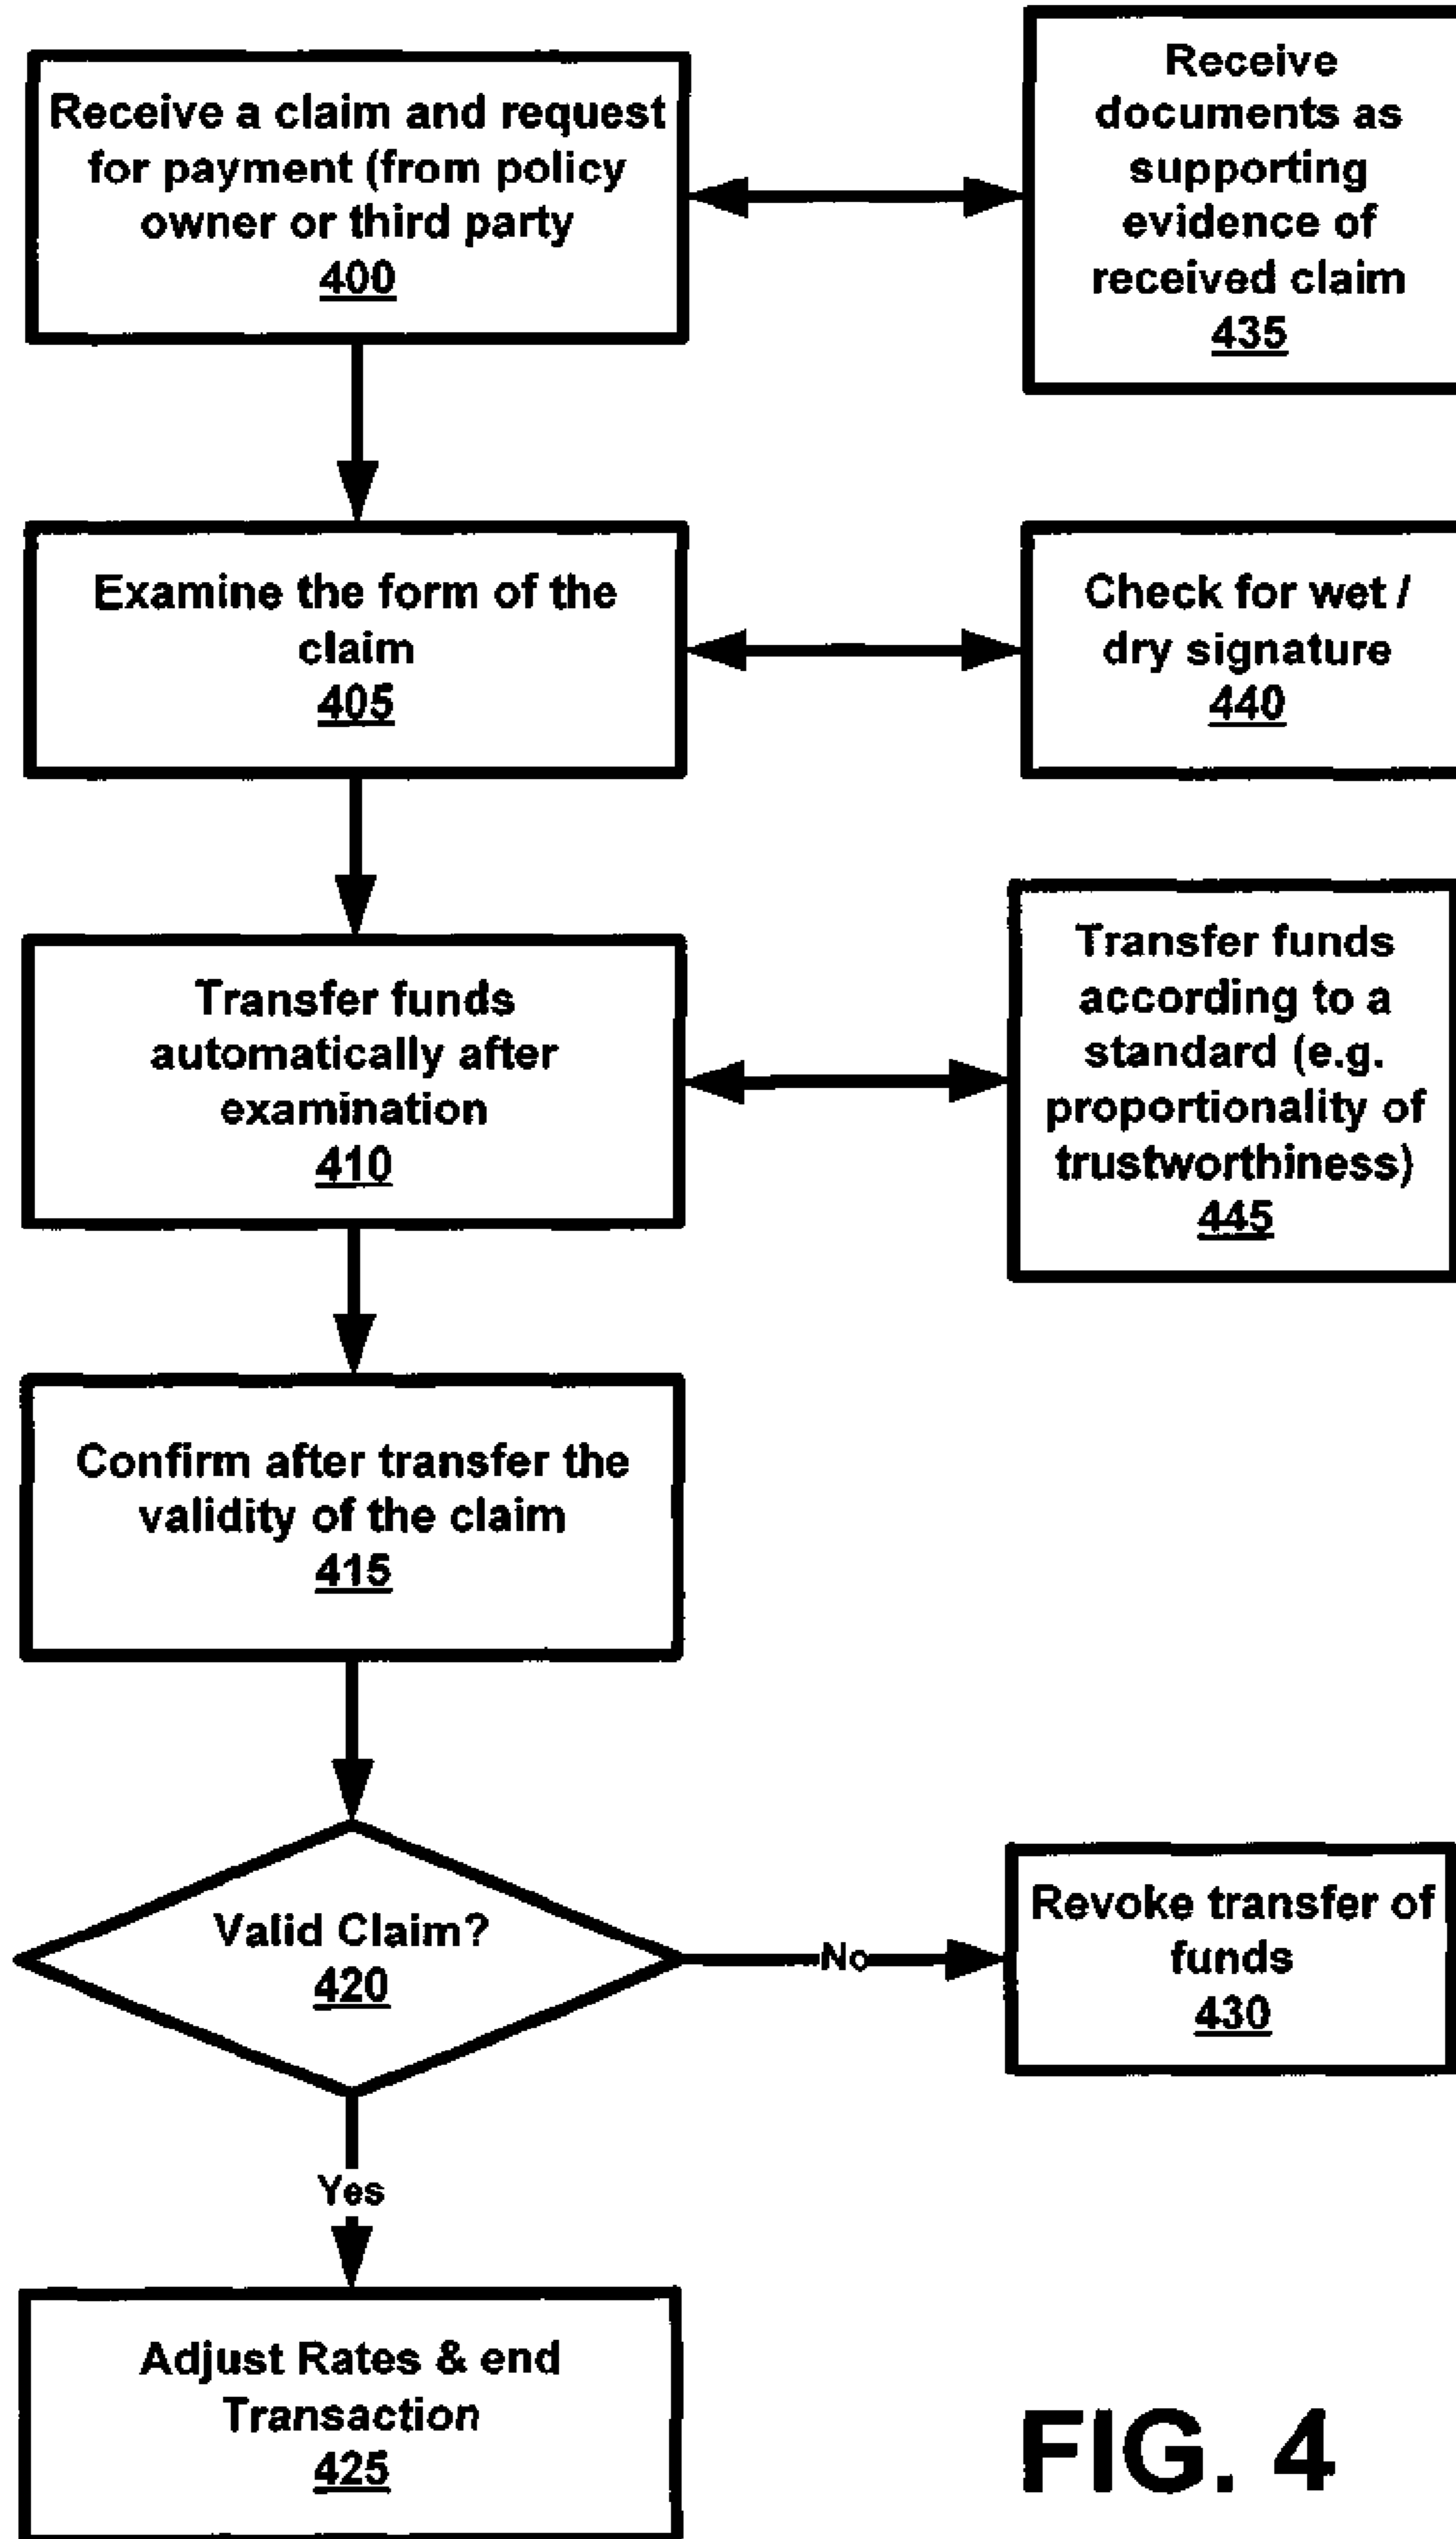 Receive a claim and request
for payment (from policy
owner or third party
400
Receive
documents as
supporting
evidence of
received claim
435
Examine the form of the
claim
405
Check for wet /
dry signature
440
Transfer funds
automatically after
examination
410
Transfer funds
according to a
standard (e.g.
proportionality of
trustworthiness)
445
Confirm after transfer the
validity of the claim
415
Valid Claim?
420
No
Revoke transfer of
funds
430
Yes
Adjust Rates & end
Transaction
425
FIG. 4